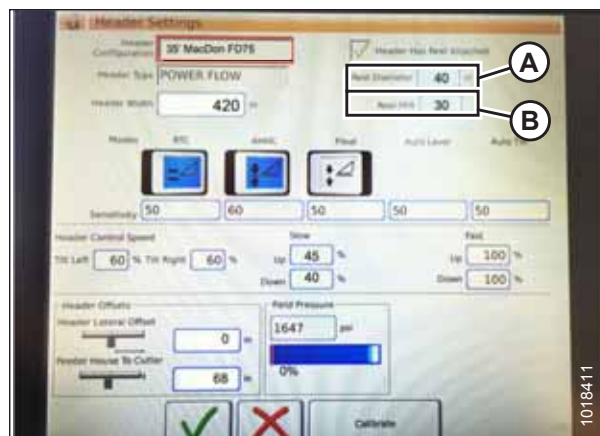 Header Settings
Header Configuration 35' MacDon FD75
Header Has Reel Attached
Header Type POWER FLOW
Reel Diameter 40 in
A
Header Width 420 in
Reel PPR 30
B
Modes RTC AHHC Float Auto Level Auto Tilt
Sensitivity 50 60 50 50 50
Header Control Speed
Slow
Fast
Tilt Left 60 % Tilt Right 60 %
Up 45 %
Up 100 %
Down 40 %
Down 100 %
Header Offsets
Header Lateral Offset
0 in
Feeder House To Cutter
68 in
Field Pressure
1647 psi
0%
Calibrate
1018411